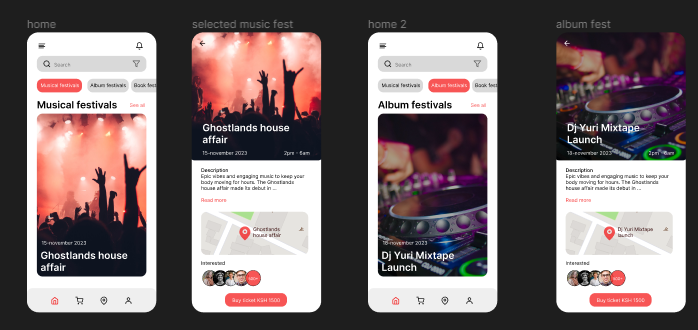 home
Search
Musical festivals
Album festivals
Book fest
Musical festivals
See all
15-november 2023
Ghostlands house
affair
selected music fest
Ghostlands house
affair
15-november 2023
2pm - 6am
Description
Epic vibes and engaging music to keep your
body moving for hours. The Ghostlands
house affair made its debut in ...
Read more
Ghostlands
house affair
Interested
Buy ticket KSH 1500
home 2
Search
Musical festivals
Album festivals
Book fest
Album festivals
See all
18-november 2023
Dj Yuri Mixtape
Launch
album fest
Dj Yuri Mixtape
Launch
18-november 2023
2pm - 6am
Description
Epic vibes and engaging music to keep your
body moving for hours. The Ghostlands
house affair made its debut in ...
Read more
Dj Yuri Mixtape
launch
Interested
Buy ticket KSH 1500